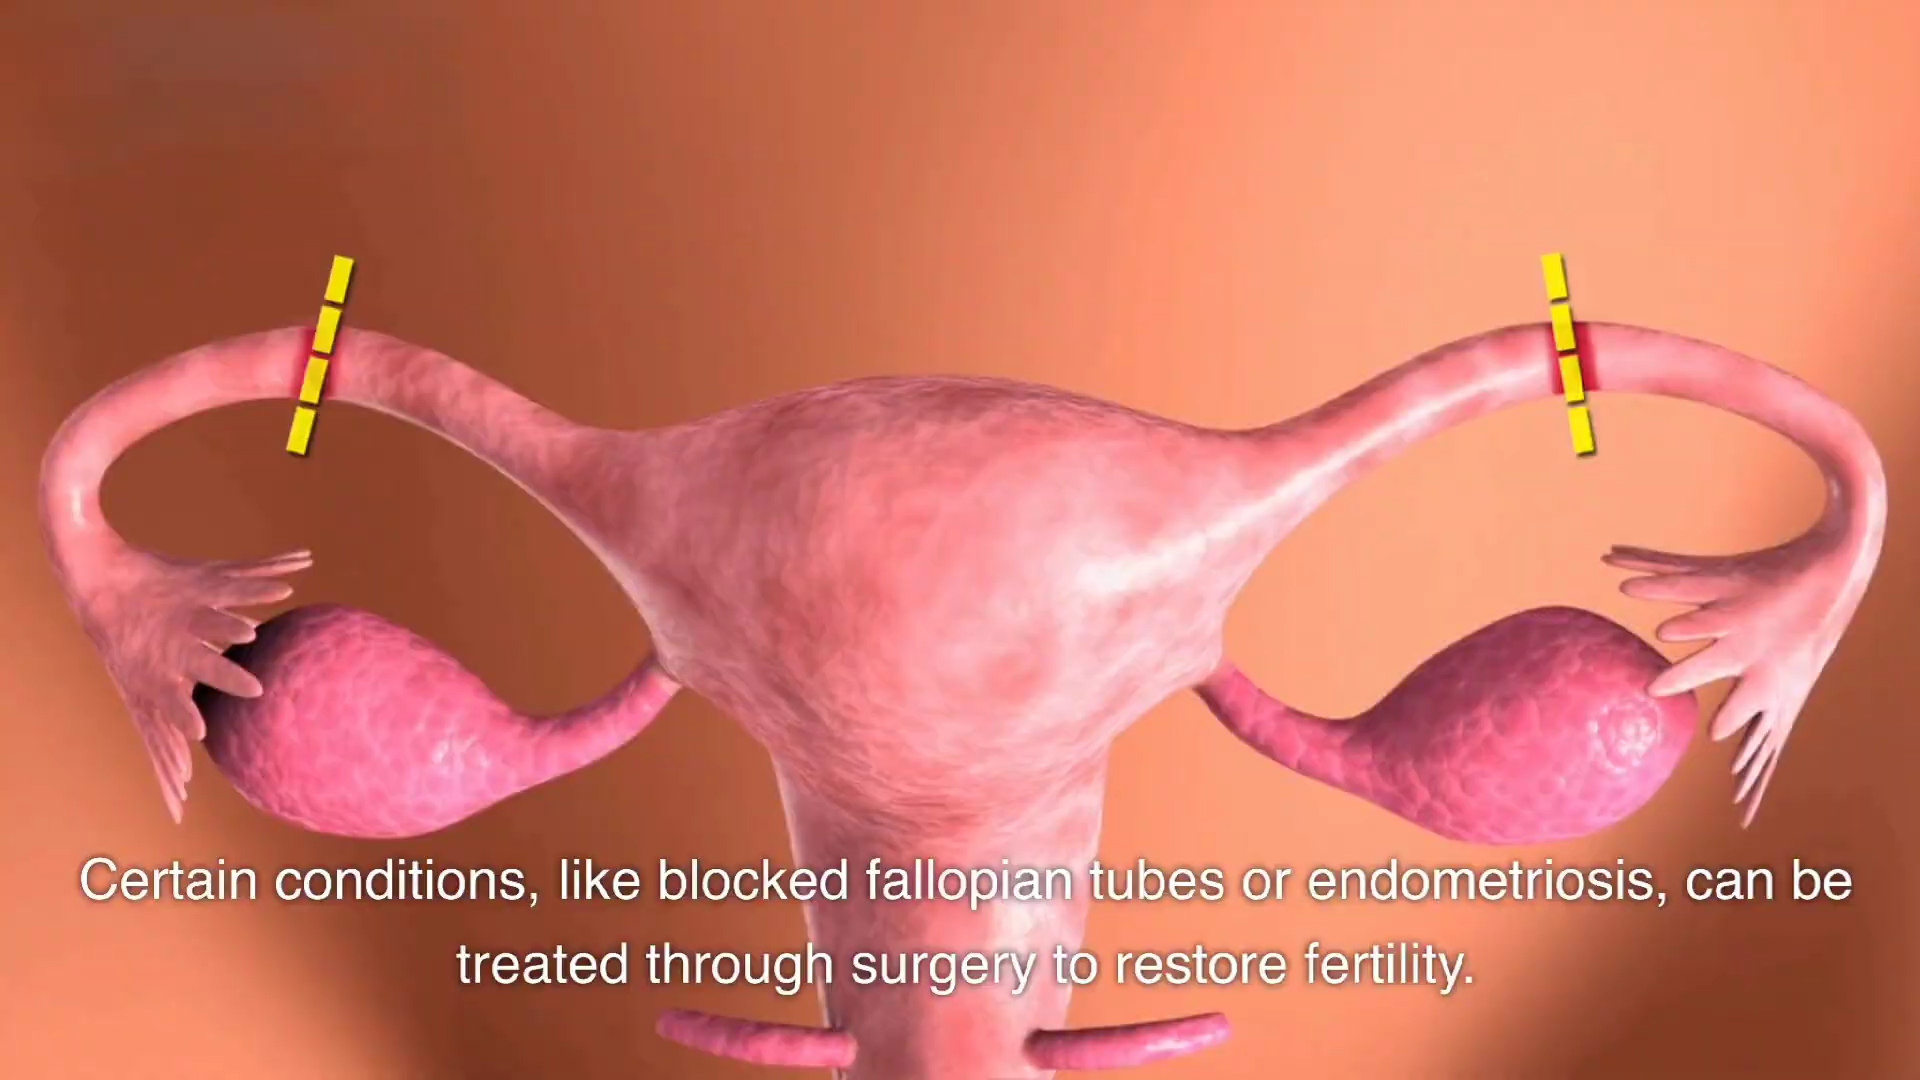 Certain conditions, like blocked fallopian tubes or endometriosis, can be
treated through surgery to restore fertility.